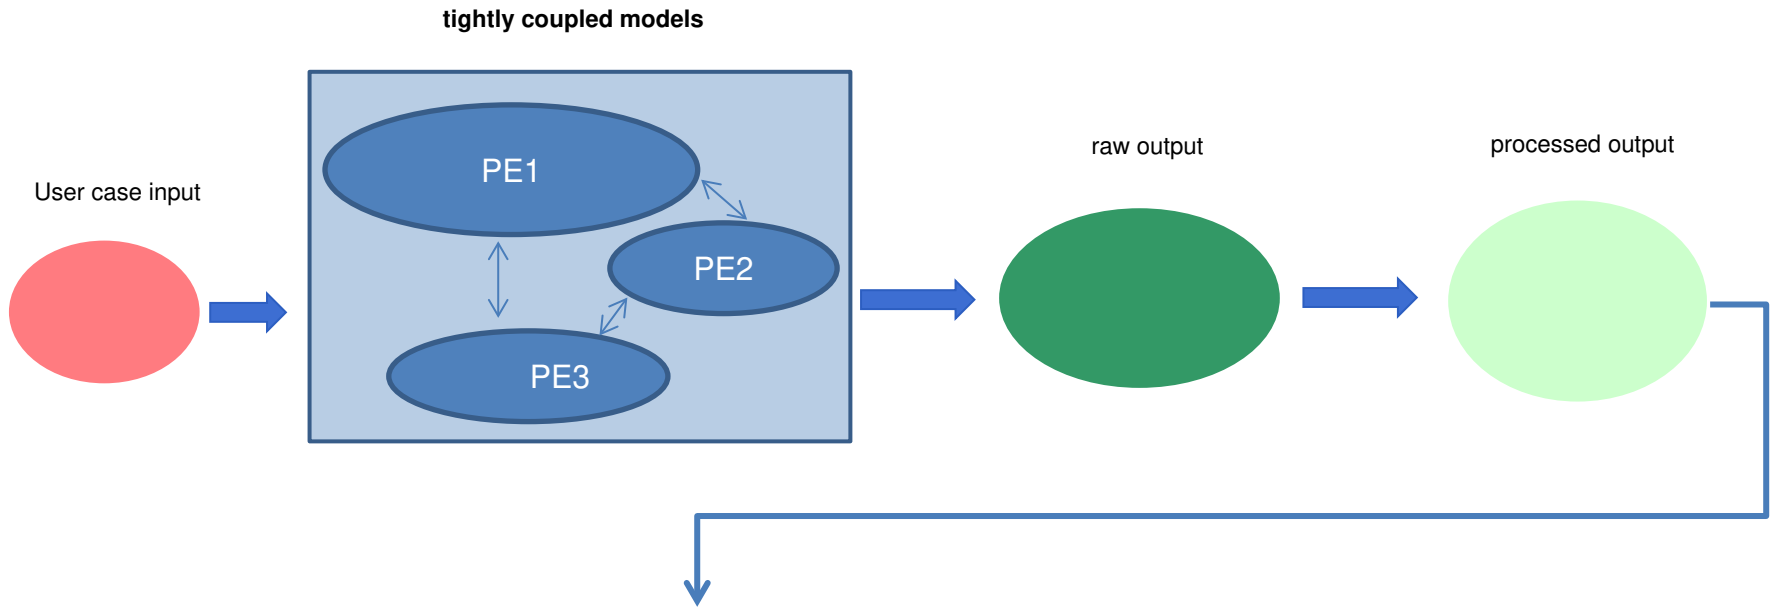 tightly coupled models
User case input
PE1
PE2
PE3
raw output
processed output